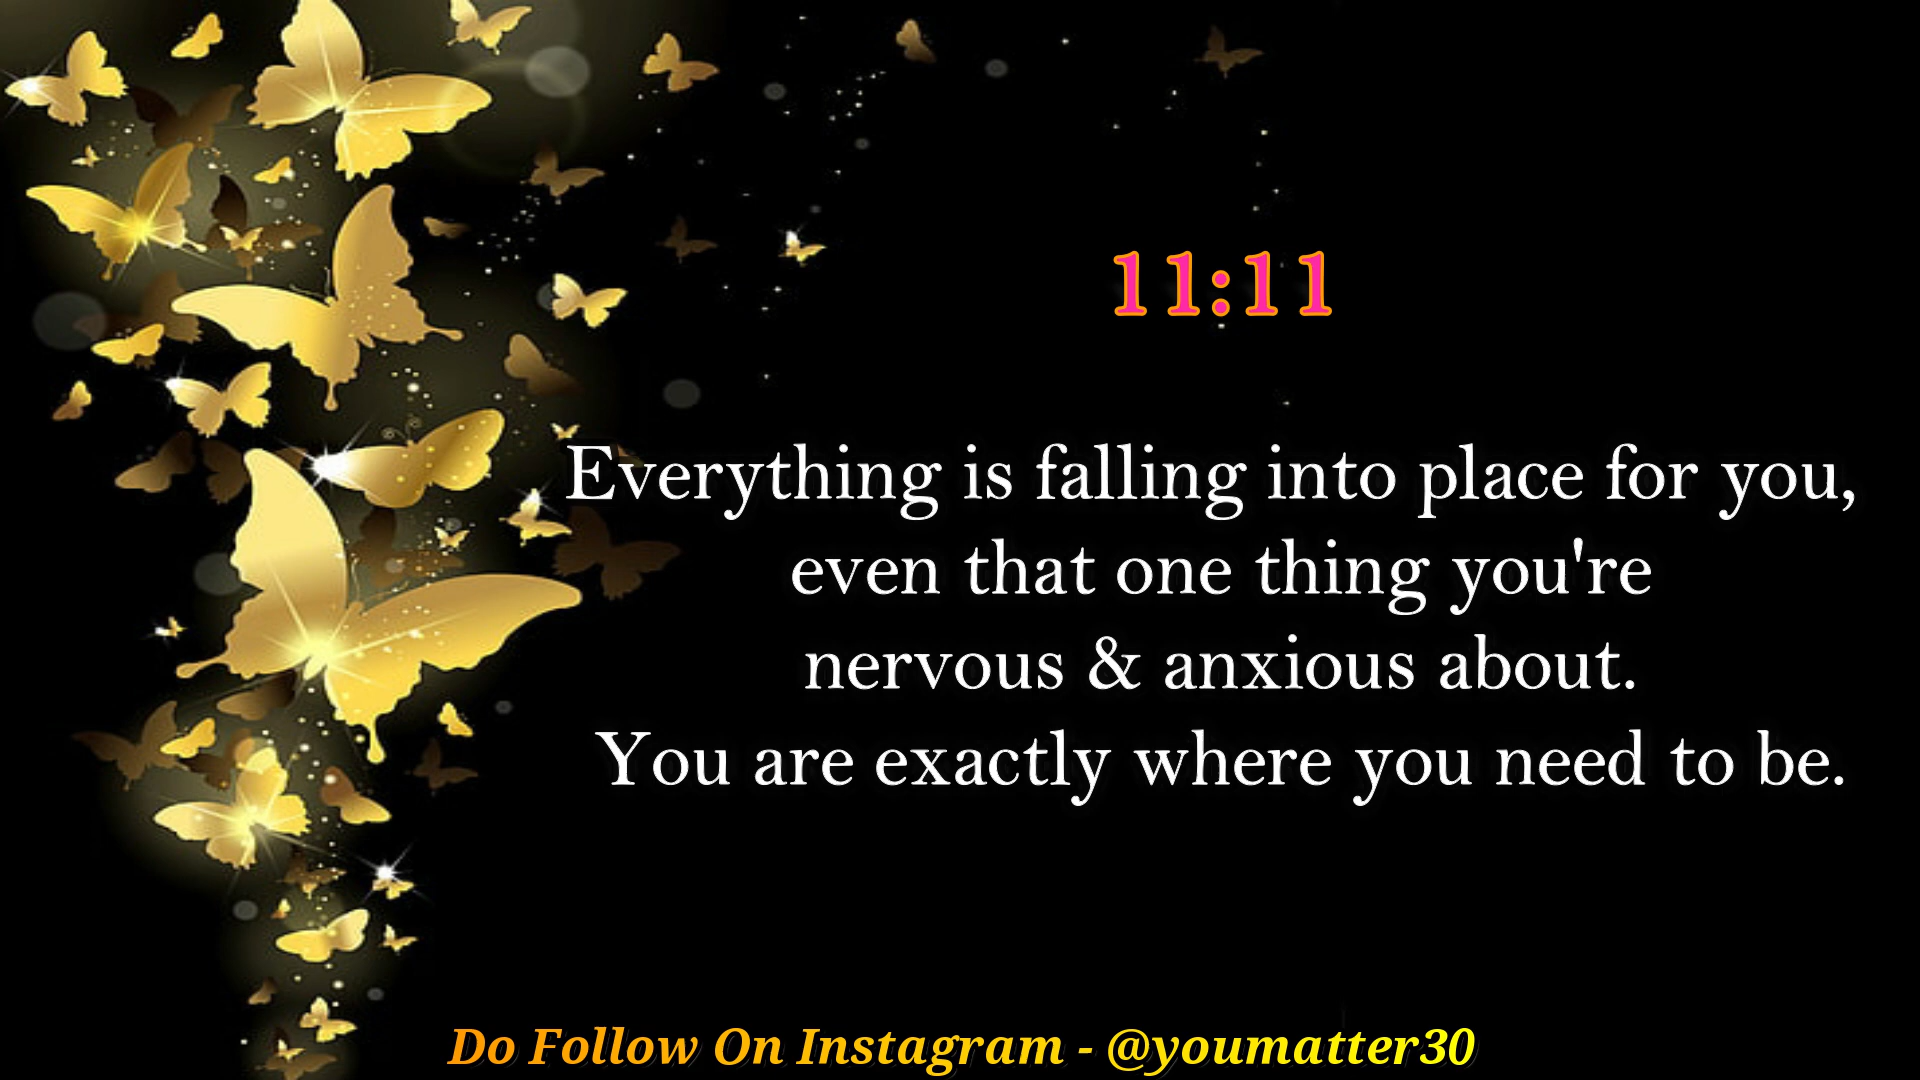 11:11
Everything is falling into place for you,
even that one thing you're
nervous & anxious about.
You are exactly where you need to be.
Do Follow On Instagram - @youmatter30